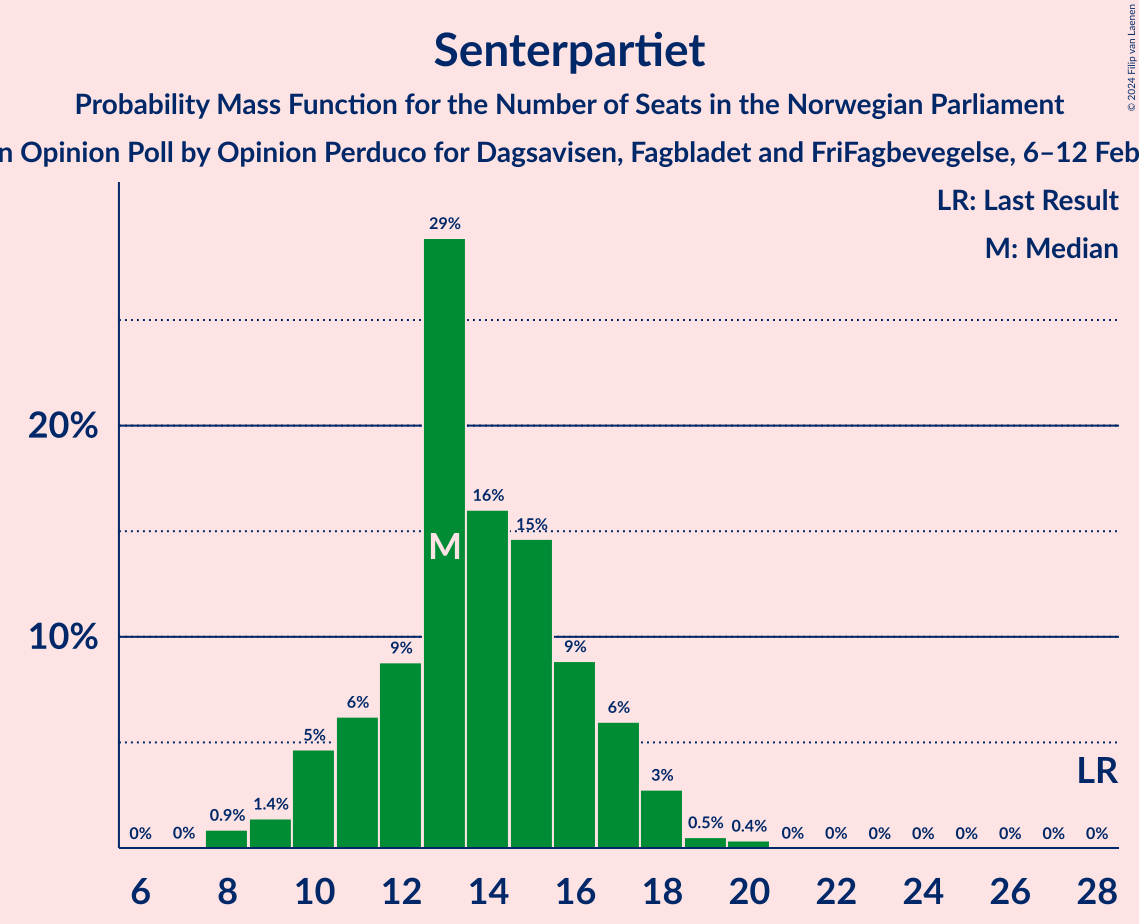 Senterpartiet
Probability Mass Function for the Number of Seats in the Norwegian Parliament
n Opinion Poll by Opinion Perduco for Dagsavisen, Fagbladet and FriFagbevegelse, 6–12 Feb
© 2024 Filip van Laenen
LR: Last Result
M: Median
29%
20%
16%
15%
M
10%
9%
9%
6%
6%
5%
3%
LR
1.4%
0.9%
0.5%
0.4%
0%
0%
0%
0%
0%
0%
0%
0%
0%
0%
6 8 10 12 14 16 18 20 22 24 26 28